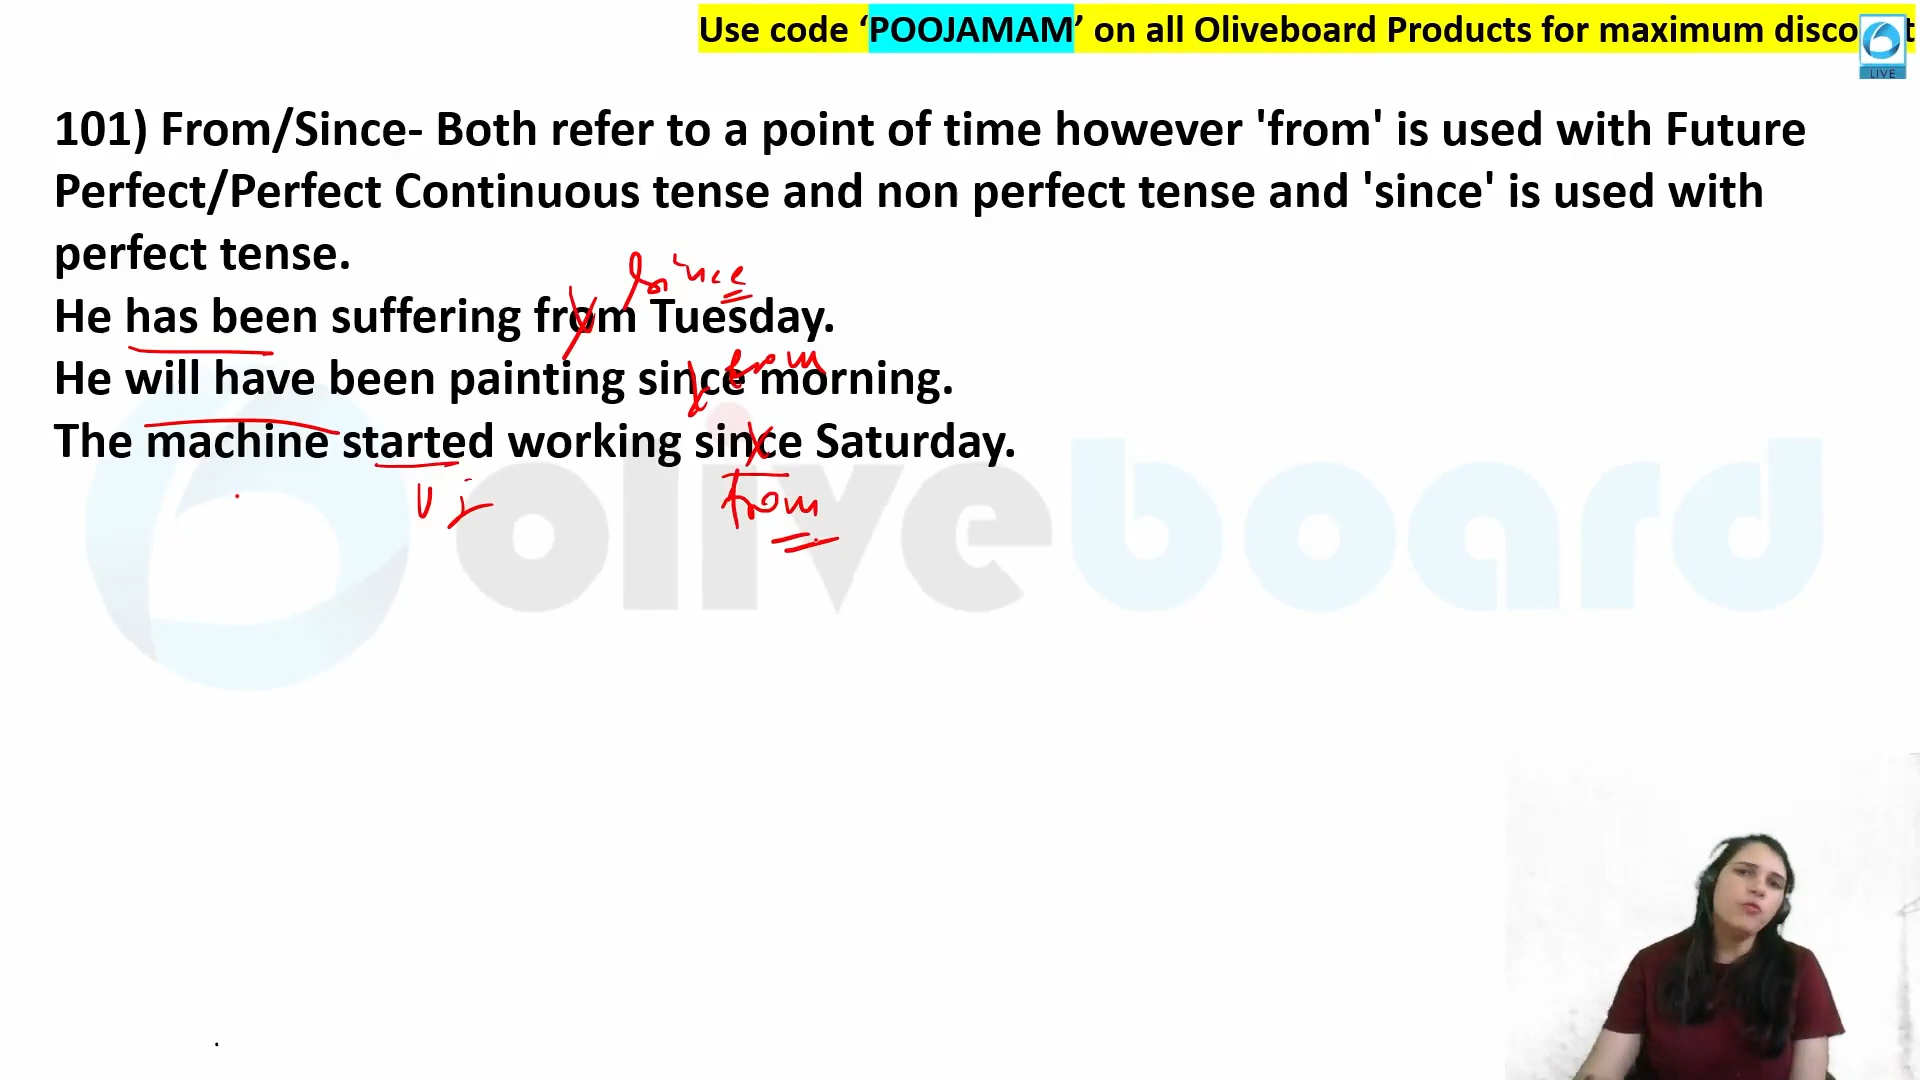 Use code ‘POOJAMAM’ on all Oliveboard Products for maximum disco t
LIVE
101) From/Since- Both refer to a point of time however 'from' is used with Future
Perfect/Perfect Continuous tense and non perfect tense and 'since' is used with
perfect tense.
since
He has been suffering from Tuesday.
from
He will have been painting since morning.
The machine started working since Saturday.
from
oliveboard